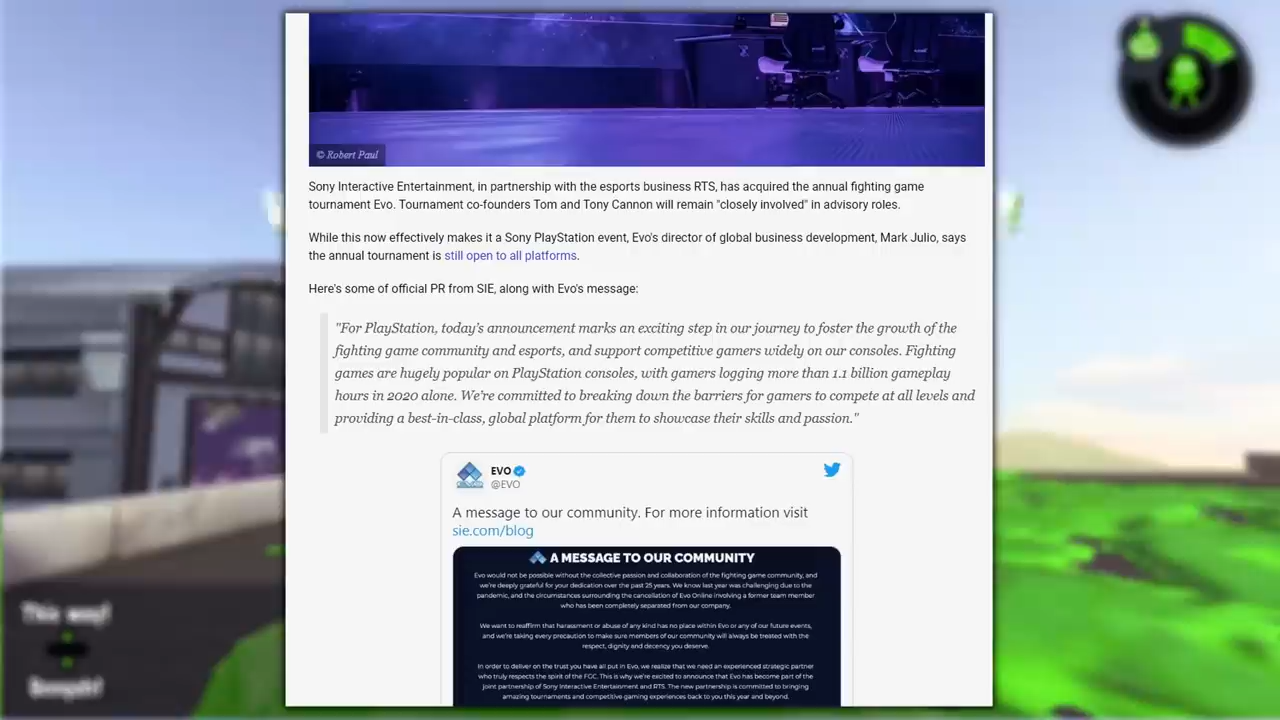 © Robert Paul
Sony Interactive Entertainment, in partnership with the esports business RTS, has acquired the annual fighting game
tournament Evo. Tournament co-founders Tom and Tony Cannon will remain "closely involved" in advisory roles.
While this now effectively makes it a Sony PlayStation event, Evo's director of global business development, Mark Julio, says
the annual tournament is still open to all platforms.
Here's some of official PR from SIE, along with Evo's message:
"For PlayStation, today's announcement marks an exciting step in our journey to foster the growth of the
fighting game community and esports, and support competitive gamers widely on our consoles. Fighting
games are hugely popular on PlayStation consoles, with gamers logging more than 1.1 billion gameplay
hours in 2020 alone. We're committed to breaking down the barriers for gamers to compete at all levels and
providing a best-in-class, global platform for them to showcase their skills and passion."
EVO
@EVO
A message to our community. For more information visit
sie.com/blog
A MESSAGE TO OUR COMMUNITY
Evo would not be possible without the collective passion and collaboration of the fighting game community, and
we're deeply grateful for your dedication over the past 25 years. We know last year was challenging due to the
pandemic, and the circumstances surrounding the cancellation of Evo Online involving a former team member
who has been completely separated from our company.
We want to reaffirm that harassment or abuse of any kind has no place within Evo or any of our future events,
and we're taking every precaution to make sure members of our community will always be treated with the
respect, dignity and decency you deserve.
In order to deliver on the trust you have all put in Evo, we realize that we need an experienced strategic partner
who truly respects the spirit of the FGC. This is why we're excited to announce that Evo has become part of the
joint partnership of Sony Interactive Entertainment and RTS. The new partnership is committed to bringing
amazing tournaments and competitive gaming experiences back to you this year and beyond.
This way!